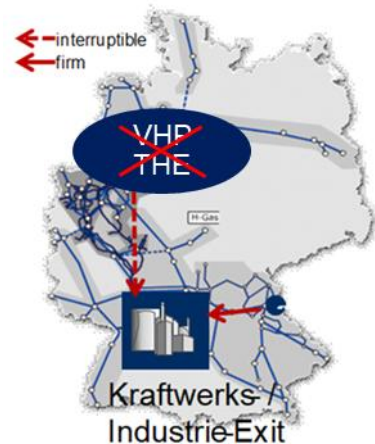 interruptible
firm
VHP
THE
H-Gas
Kraftwerks-/
Industrie-Exit